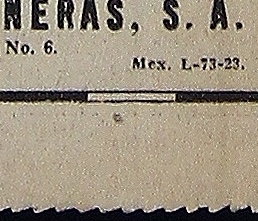 NERAS, S. A.
No. 6.
Mex. L-73-23.